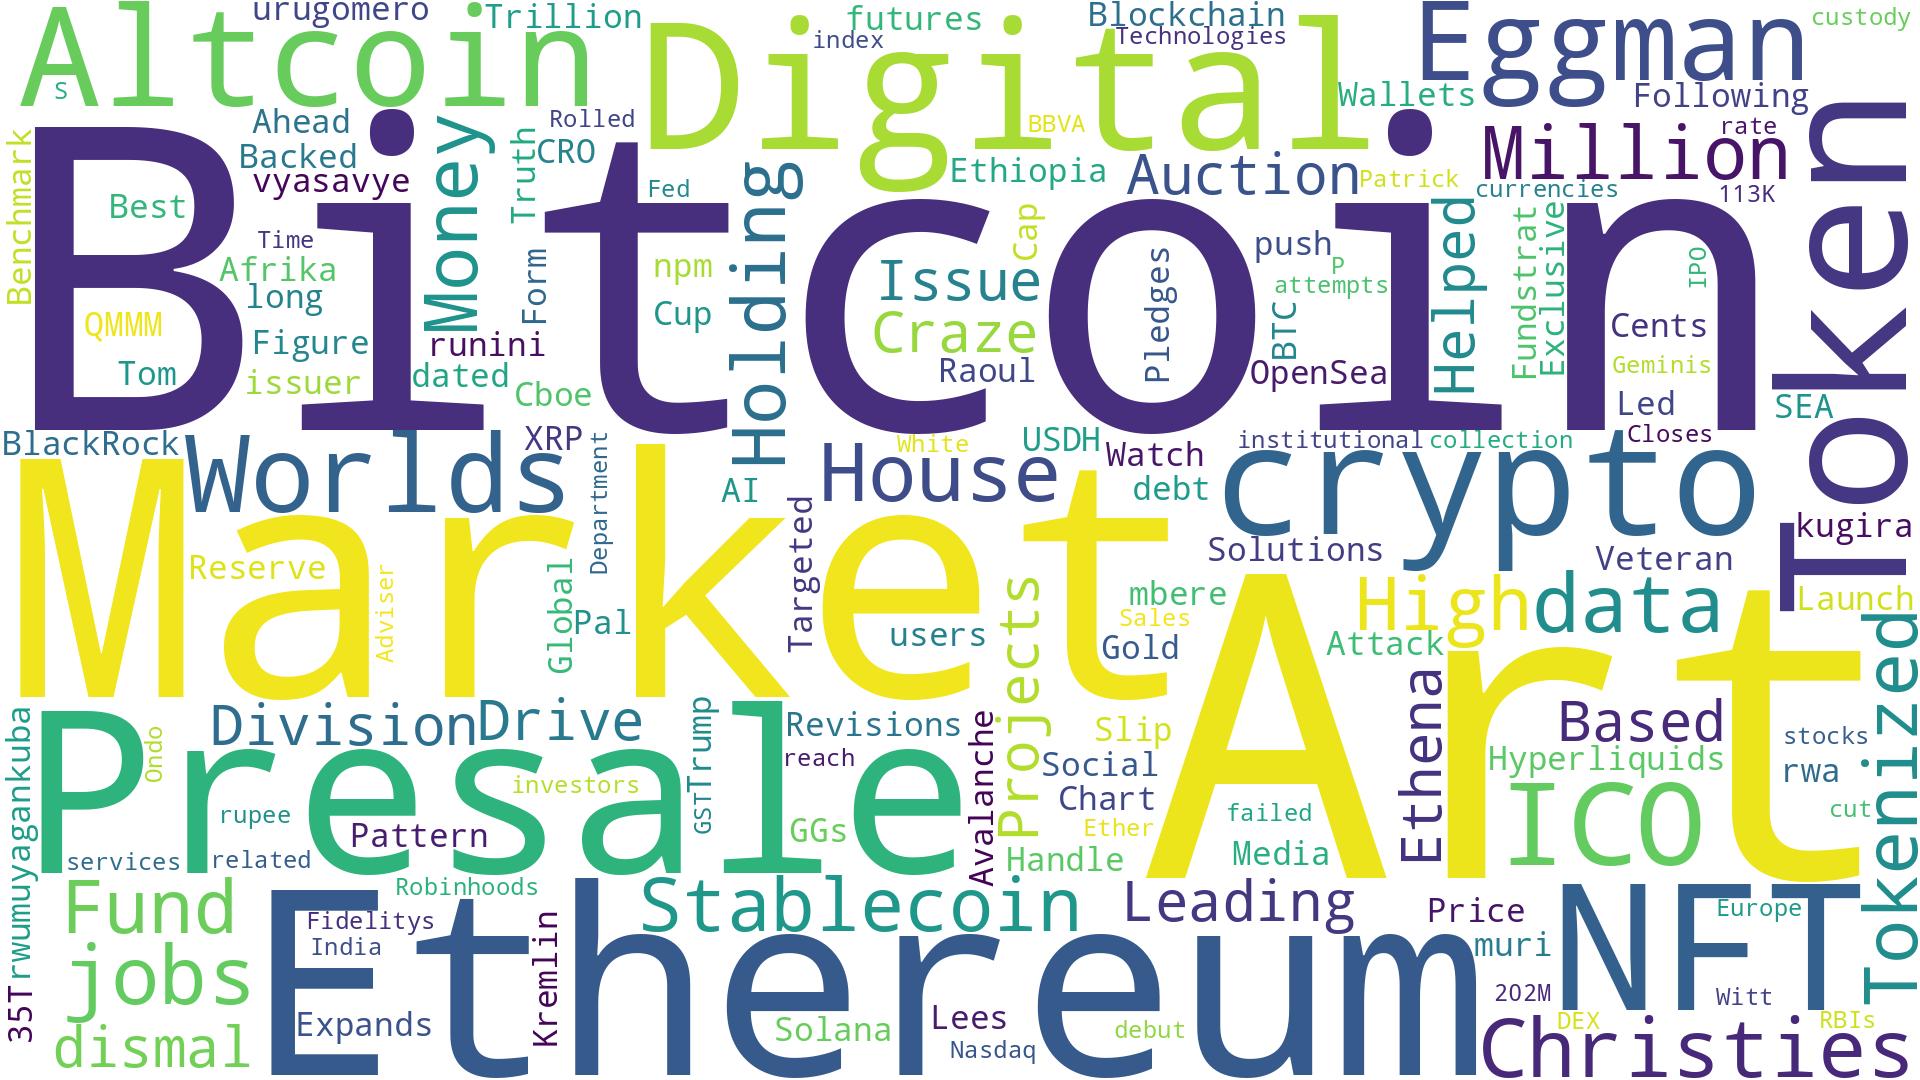 Altcoin
urugomero
Trillion
Digital
index
futures
Blockchain
Technologies
Eggman
custody
S
Wallets
Following
Ahead
Rolled
BBVA
rate
Million
Token
Benchmark
Backed
Money
Truth
CRO
Bitcoin
vyasavye
Fed
Holding
Ethiopia
Auction
Patrick
currencies
113K
Best
Cap
Helped
Fundstrat
Exclusive
Time
Form
push
Pledges
P
IPO
Afrika
npm
Issue
attempts
long
BTC
QMMM
Cup
Craze
Cents
Figure
runini
Geminis
Tom
issuer
dated
Raoul
OpenSea
Cboe
Led
SEA
BlackRock
Worlds
XRP
White
USDH
institutional
collection
Closes
Department
House
Watch
crypto
AI
debt
Market
Targeted
kugira
Reserve
Adviser
Global
Solutions
Veteran
Projects
mbere
Art
High
data
Launch
Pal
users
Sales
Gold
Attack
Tokenized
Ethena
35Trwumuyagankuba
Presale
Ondo
Division
Drive
Trump
GST
Revisions
Avalanche
Slip
Based
stocks
reach
Social
Hyperliquids
rwa
investors
Chart
ICO
cut
rupee
Pattern
GGs
Ether
failed
services
related
Handle
Media
Fund
Robinhoods
Stablecoin
Leading
Price
NFT
Europe
Fidelitys
Kremlin
Ethereum
India
muri
jobs
202M
Witt
Expands
Solana
Lees
debut
DEX
RBIs
dismal
Nasdaq
Christies